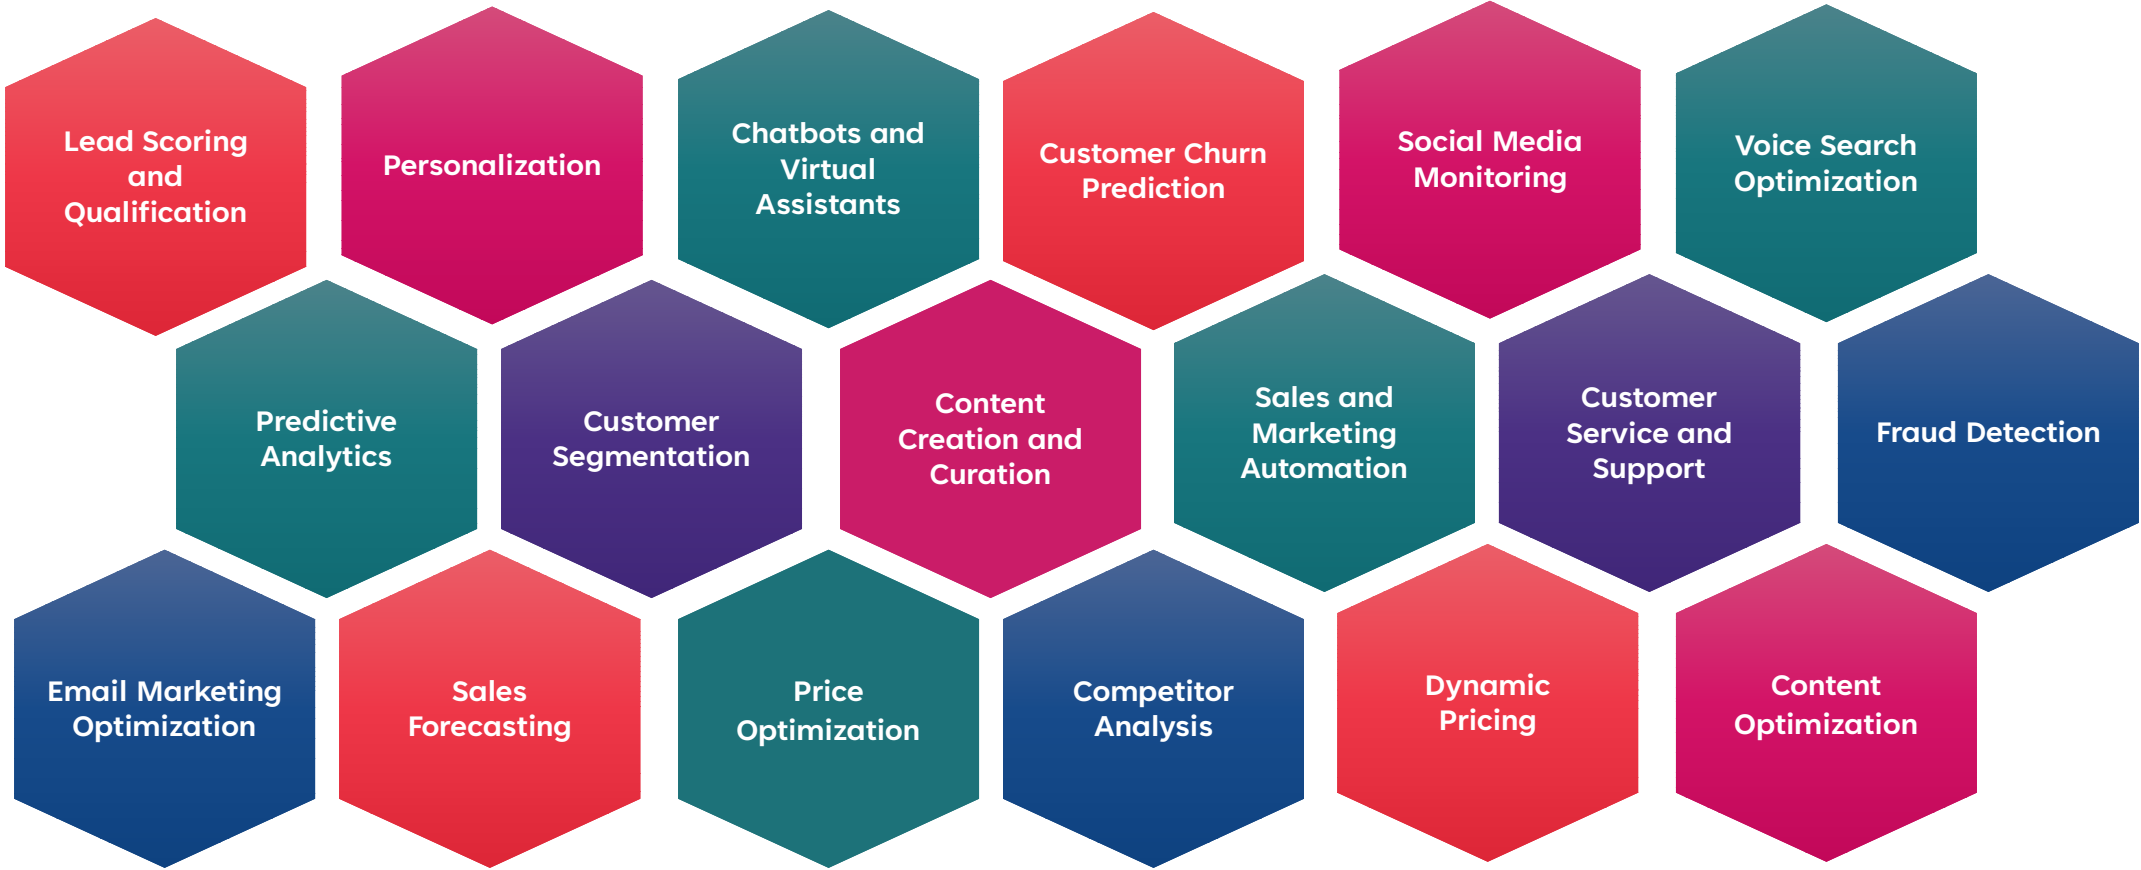 Lead Scoring
and
Qualification
Personalization
Chatbots and
Virtual
Assistants
Customer Churn
Prediction
Social Media
Monitoring
Voice Search
Optimization
Predictive
Analytics
Customer
Segmentation
Content
Creation and
Curation
Sales and
Marketing
Automation
Customer
Service and
Support
Fraud Detection
Email Marketing
Optimization
Sales
Forecasting
Price
Optimization
Competitor
Analysis
Dynamic
Pricing
Content
Optimization